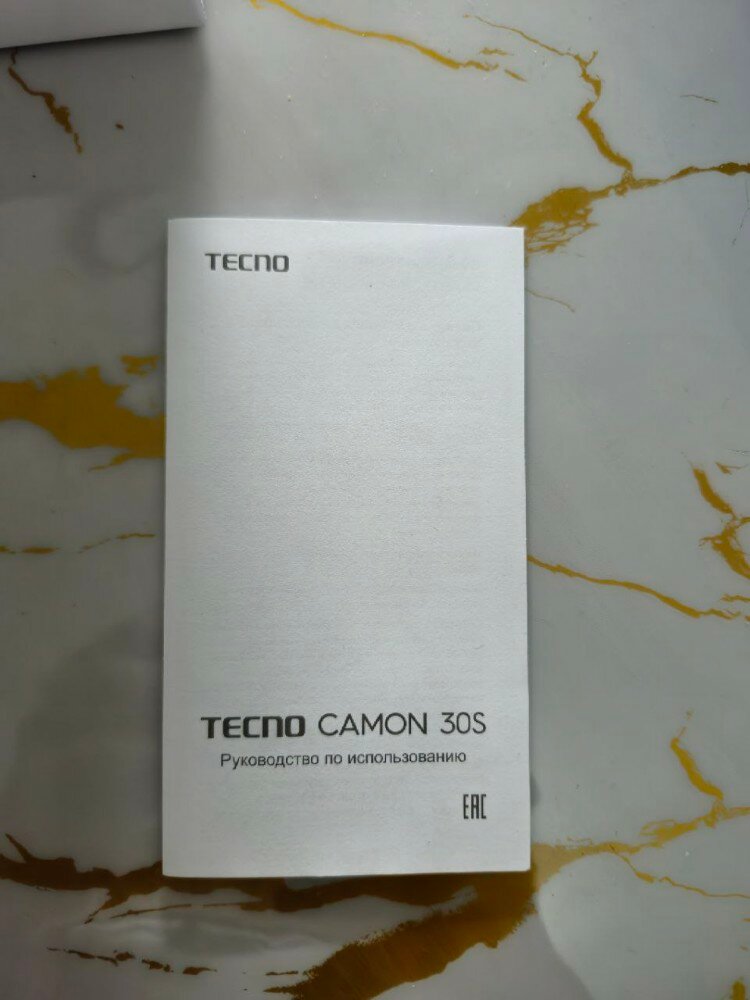 TECNO
TECNO CAMON 30S
Руководство по использованию
EAC